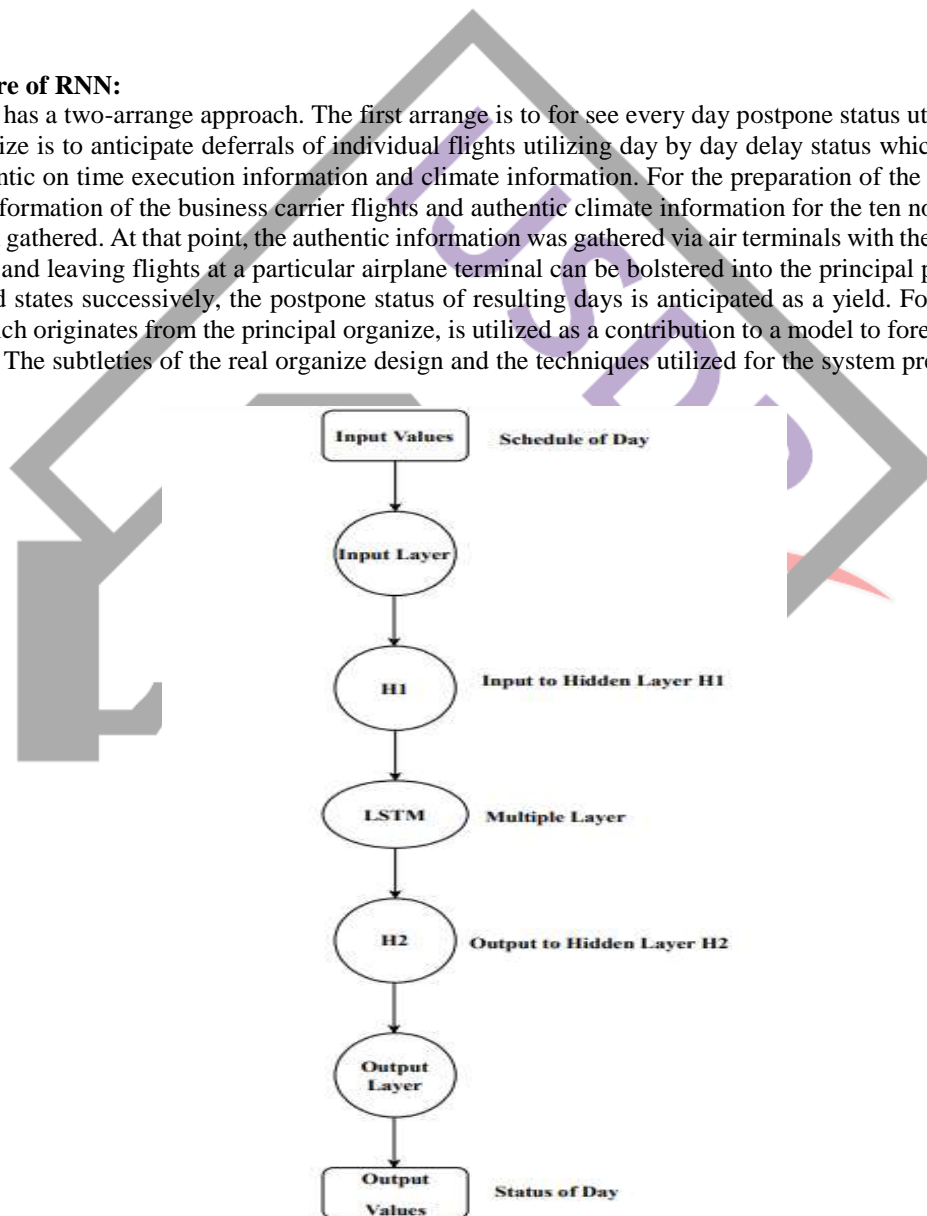 re of RNN:
has a two-arrange approach. The first arrange is to for see every day postpone status ut
ize is to anticipate deferrals of individual flights utilizing day by day delay status whic
ntic on time execution information and climate information. For the preparation of the
formation of the business carrier flights and authentic climate information for the ten no
gathered. At that point, the authentic information was gathered via air terminals with the
and leaving flights at a particular airplane terminal can be bolstered into the principal p
d states successively, the postpone status of resulting days is anticipated as a yield. Fo
ich originates from the principal organize, is utilized as a contribution to a model to fore
The subtleties of the real organize design and the techniques utilized for the system pr
Input Values Schedule of Day
Input Layer
H1 Input to Hidden Layer H1
LSTM Multiple Layer
H2 Output to Hidden Layer H2
Output
Layer
Output
Values Status of Day